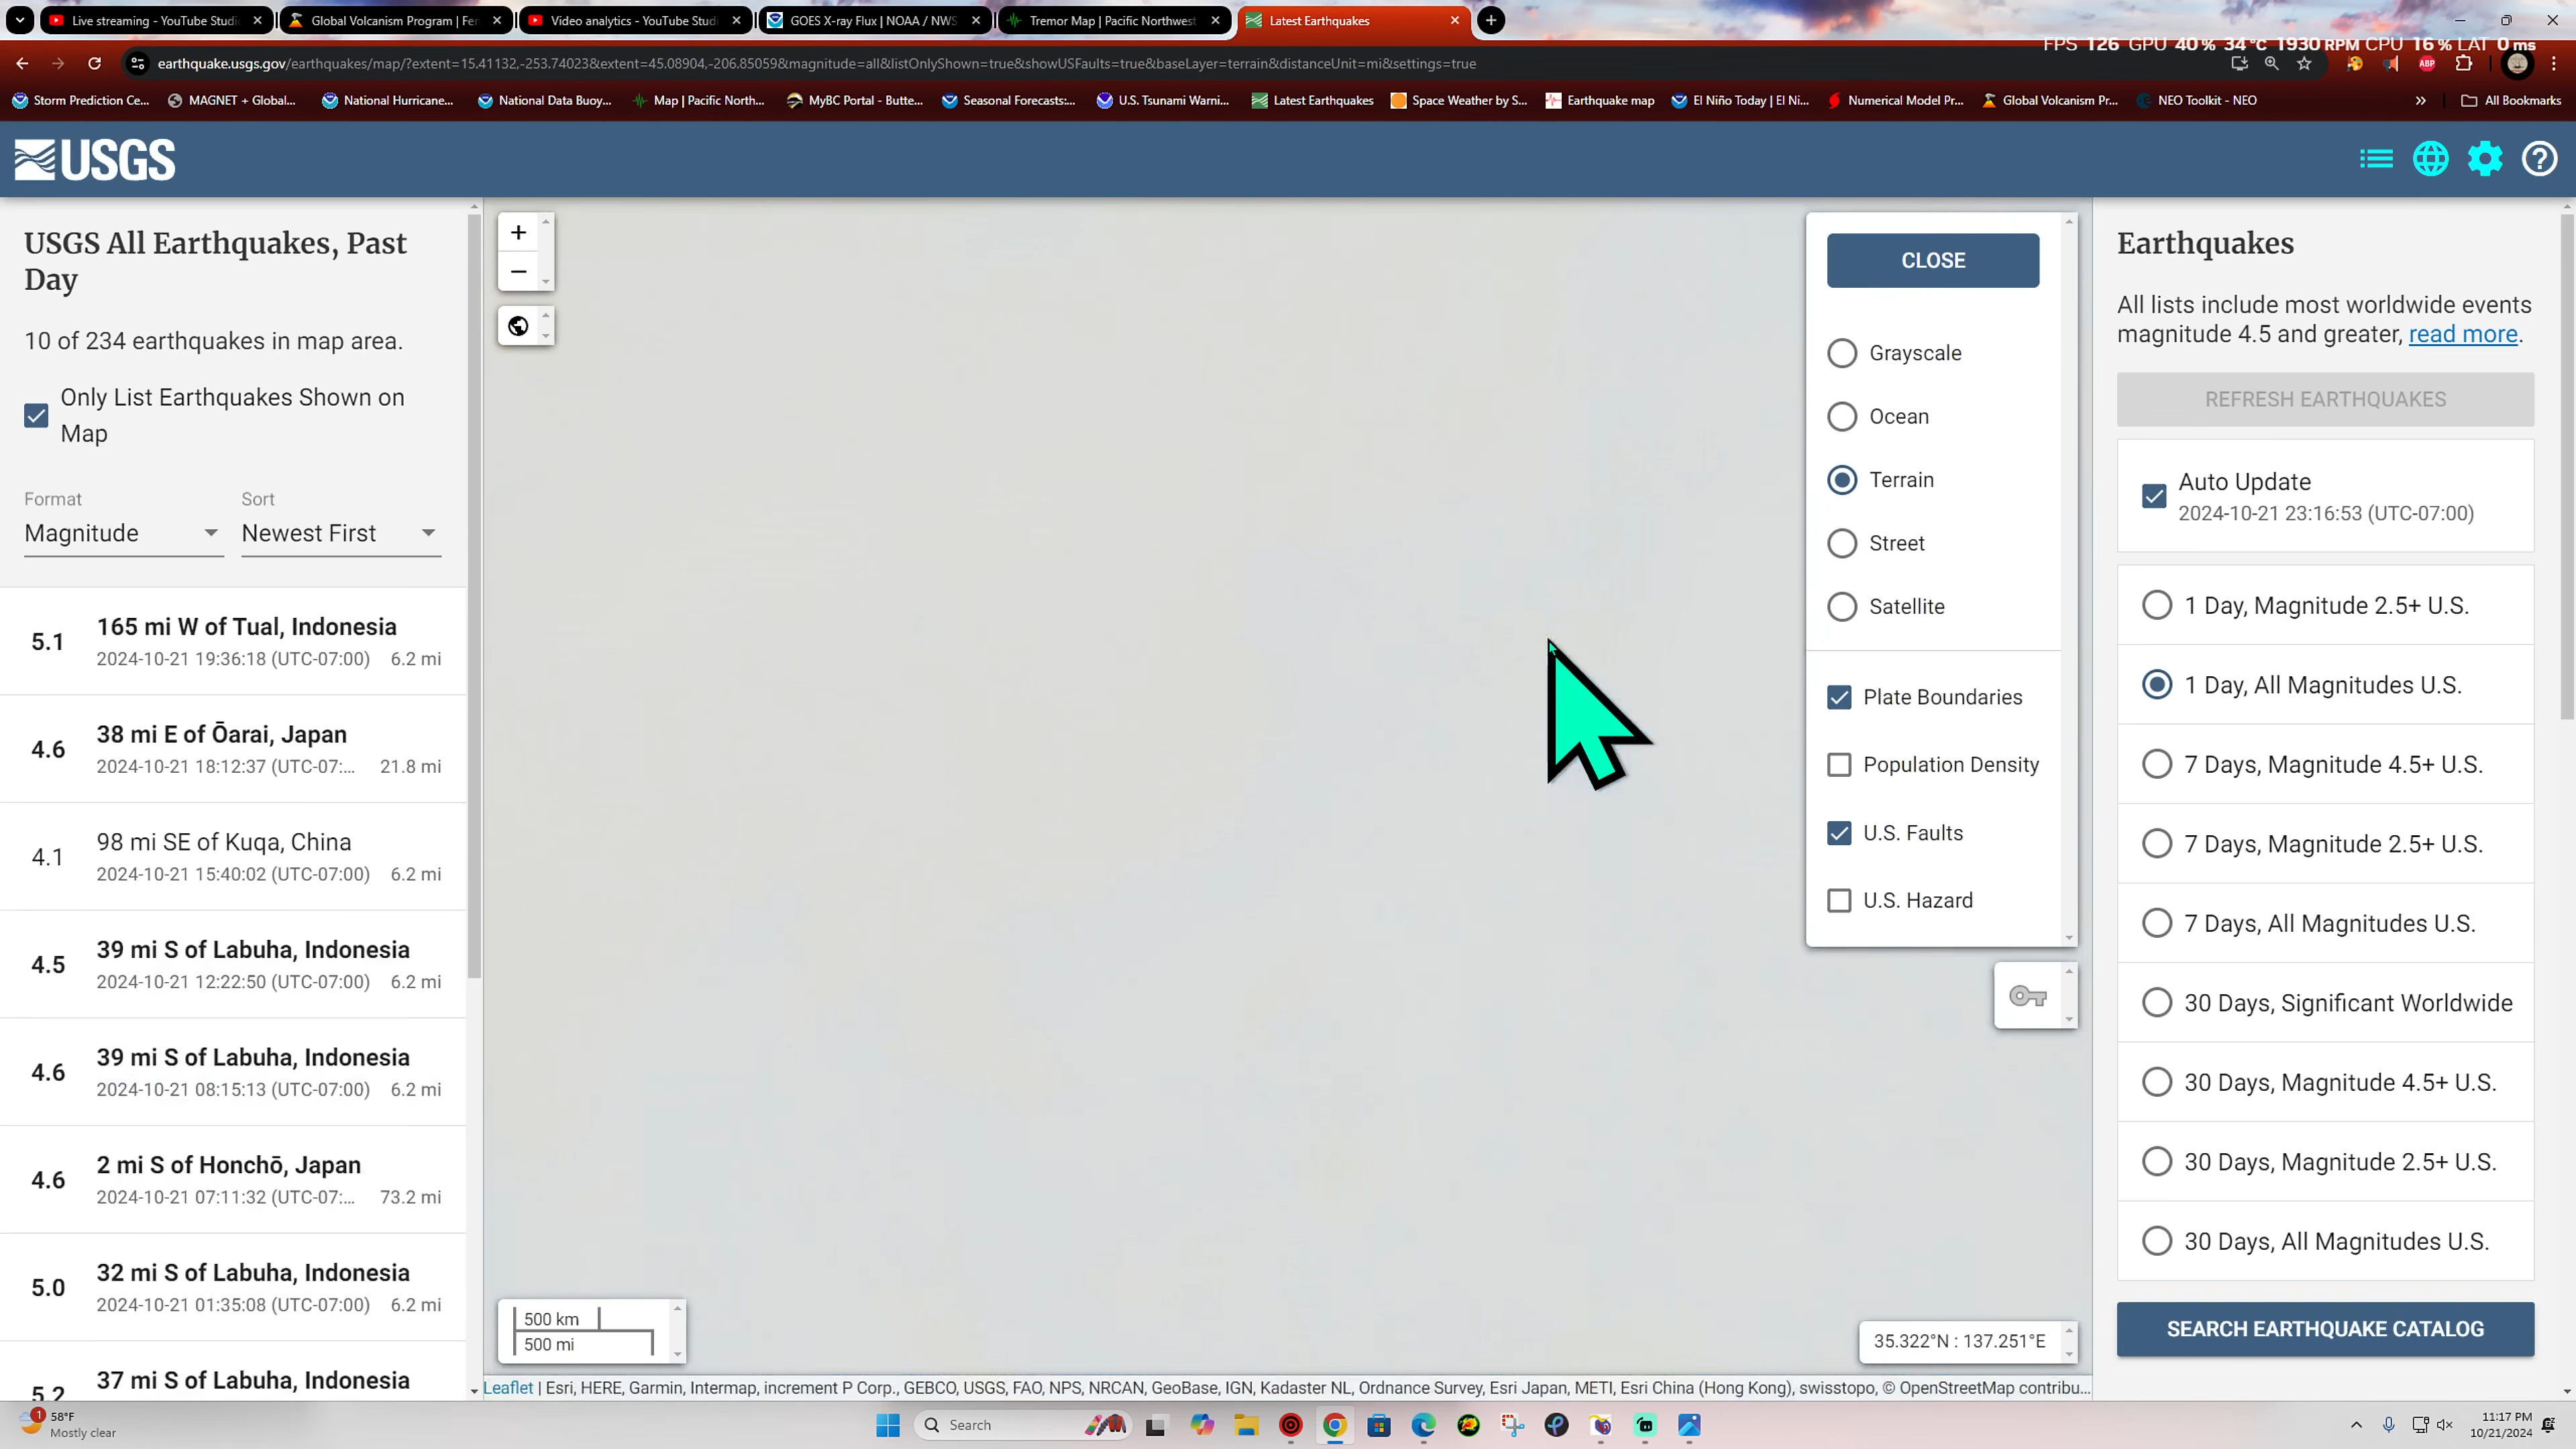 Live streaming - YouTube Studi
Global Volcanism Program | Fer
Video analytics - YouTube Studi
GOES X-ray Flux | NOAA / NWS
Tremor Map | Pacific Northwest
Latest Earthquakes
FPS 126 GPU 40 % 34 °C 1930 RPM CPU 16 % LAT 0 ms
earthquake.usgs.gov/earthquakes/map/?extent=15.41132,-253.74023&extent=45.08904,-206.85059&magnitude=all&listOnlyShown=true&showUSFaults=true&baseLayer=terrain&distanceUnit=mi&settings=true
ABP
Storm Prediction Ce...
MAGNET + Global...
National Hurricane...
National Data Buoy...
Map | Pacific North...
MyBC Portal - Butte...
Seasonal Forecasts:...
U.S. Tsunami Warni...
Latest Earthquakes
Space Weather by S...
Earthquake map
El Niño Today | El Ni...
Numerical Model Pr...
Global Volcanism Pr...
NEO Toolkit - NEO
All Bookmarks
USGS
USGS All Earthquakes, Past
Day
10 of 234 earthquakes in map area.
Only List Earthquakes Shown on
Map
Format
Sort
Magnitude
Newest First
5.1
165 mi W of Tual, Indonesia
2024-10-21 19:36:18 (UTC-07:00) 6.2 mi
4.6
38 mi E of Ōarai, Japan
2024-10-21 18:12:37 (UTC-07:... 21.8 mi
4.1
98 mi SE of Kuqa, China
2024-10-21 15:40:02 (UTC-07:00) 6.2 mi
4.5
39 mi S of Labuha, Indonesia
2024-10-21 12:22:50 (UTC-07:00) 6.2 mi
4.6
39 mi S of Labuha, Indonesia
2024-10-21 08:15:13 (UTC-07:00) 6.2 mi
4.6
2 mi S of Honchō, Japan
2024-10-21 07:11:32 (UTC-07:... 73.2 mi
5.0
32 mi S of Labuha, Indonesia
2024-10-21 01:35:08 (UTC-07:00) 6.2 mi
5.2
37 mi S of Labuha, Indonesia
+
−
CLOSE
Grayscale
Ocean
Terrain
Street
Satellite
Plate Boundaries
Population Density
U.S. Faults
U.S. Hazard
500 km
500 mi
35.322°N : 137.251°E
Leaflet | Esri, HERE, Garmin, Intermap, increment P Corp., GEBCO, USGS, FAO, NPS, NRCAN, GeoBase, IGN, Kadaster NL, Ordnance Survey, Esri Japan, METI, Esri China (Hong Kong), swisstopo, © OpenStreetMap contribu...
Earthquakes
All lists include most worldwide events
magnitude 4.5 and greater, read more.
REFRESH EARTHQUAKES
Auto Update
2024-10-21 23:16:53 (UTC-07:00)
1 Day, Magnitude 2.5+ U.S.
1 Day, All Magnitudes U.S.
7 Days, Magnitude 4.5+ U.S.
7 Days, Magnitude 2.5+ U.S.
7 Days, All Magnitudes U.S.
30 Days, Significant Worldwide
30 Days, Magnitude 4.5+ U.S.
30 Days, Magnitude 2.5+ U.S.
30 Days, All Magnitudes U.S.
SEARCH EARTHQUAKE CATALOG
1
58°F
Mostly clear
Search
11:17 PM
10/21/2024